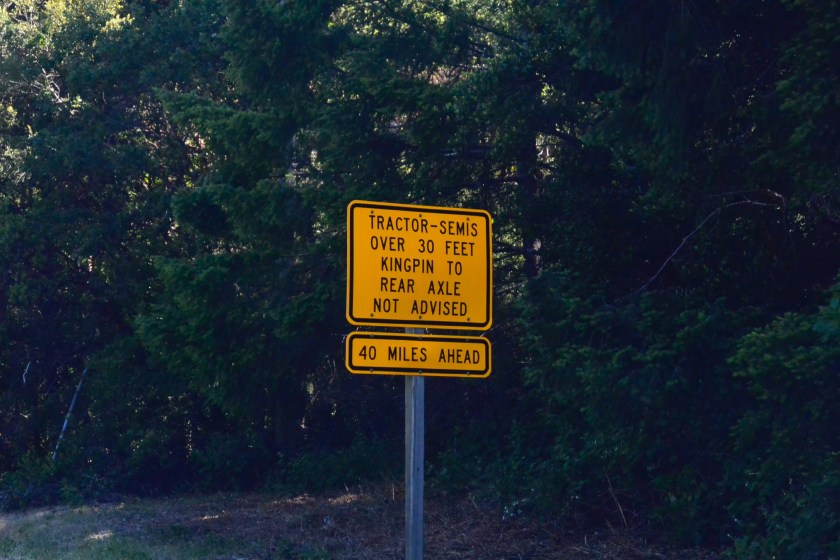 TRACTOR-SEMIS
OVER 30 FEET
KINGPIN TO
REAR AXLE
NOT ADVISED
40 MILES AHEAD